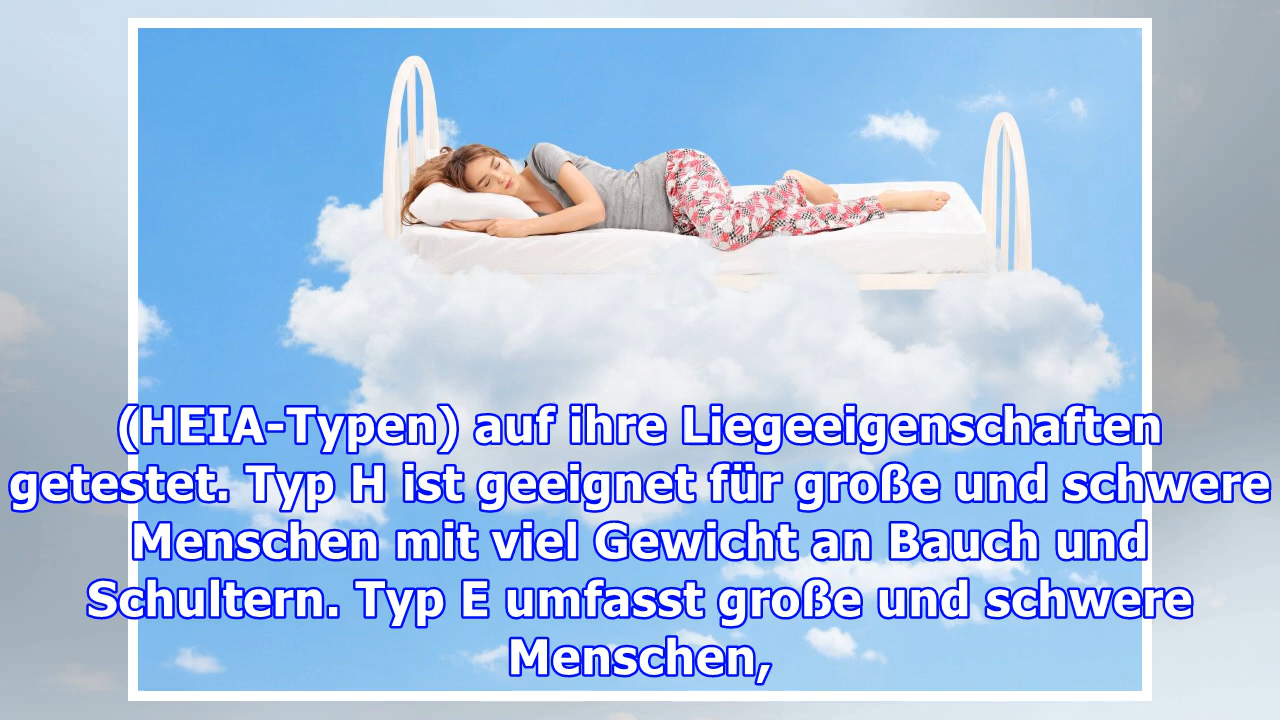 (HEIA-Typen) auf ihre Liegeeigenschaften
getestet. Typ H ist geeignet für große und schwere
Menschen mit viel Gewicht an Bauch und
Schultern. Typ E umfasst große und schwere
Menschen,